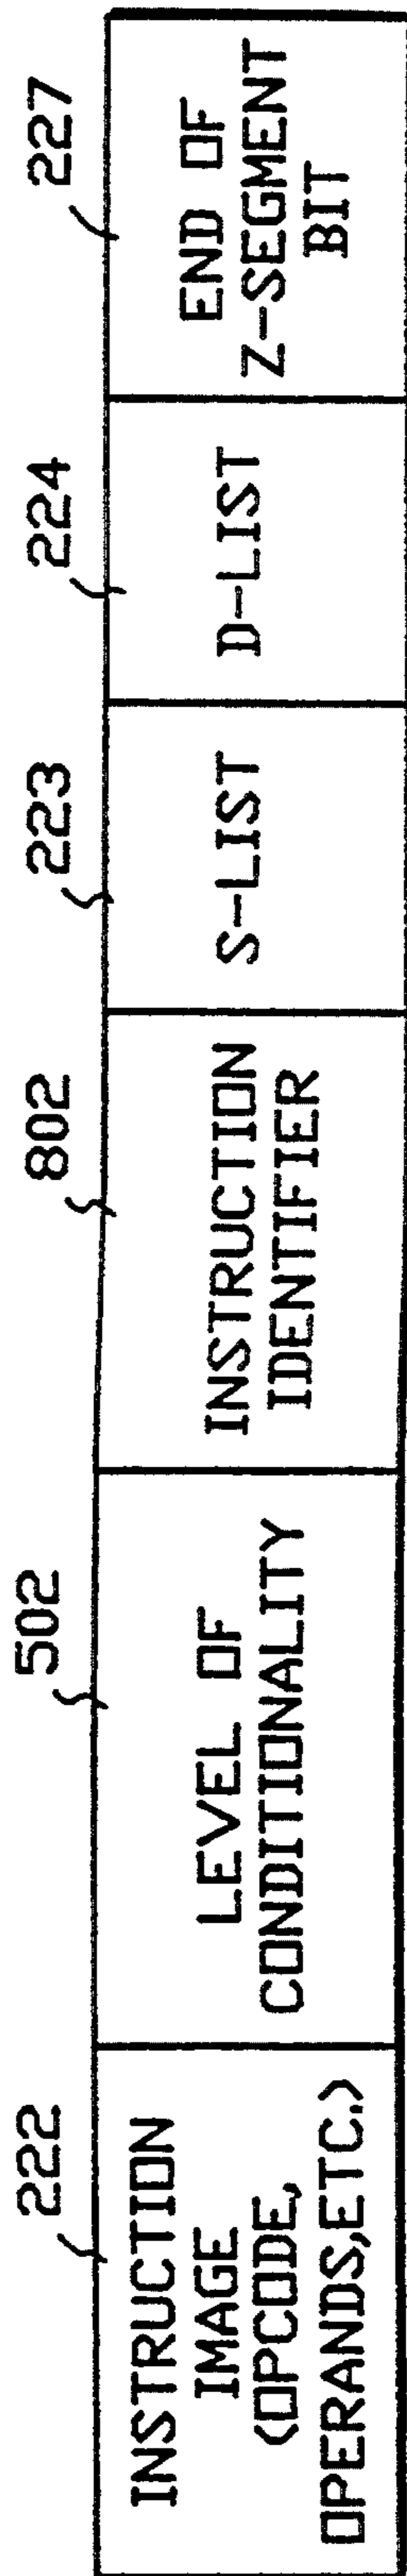 222
502
802
223
224
227
INSTRUCTION
IMAGE
(OPCODE,
OPERANDS,ETC.)
LEVEL OF
CONDITIONALITY
INSTRUCTION
IDENTIFIER
S-LIST
D-LIST
END OF
Z-SEGMENT
BIT